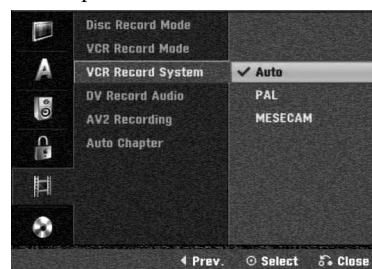 Disc Record Mode
VCR Record Mode
VCR Record System
Auto
DV Record Audio
PAL
AV2 Recording
MESECAM
Auto Chapter
A
Prev. Select Close